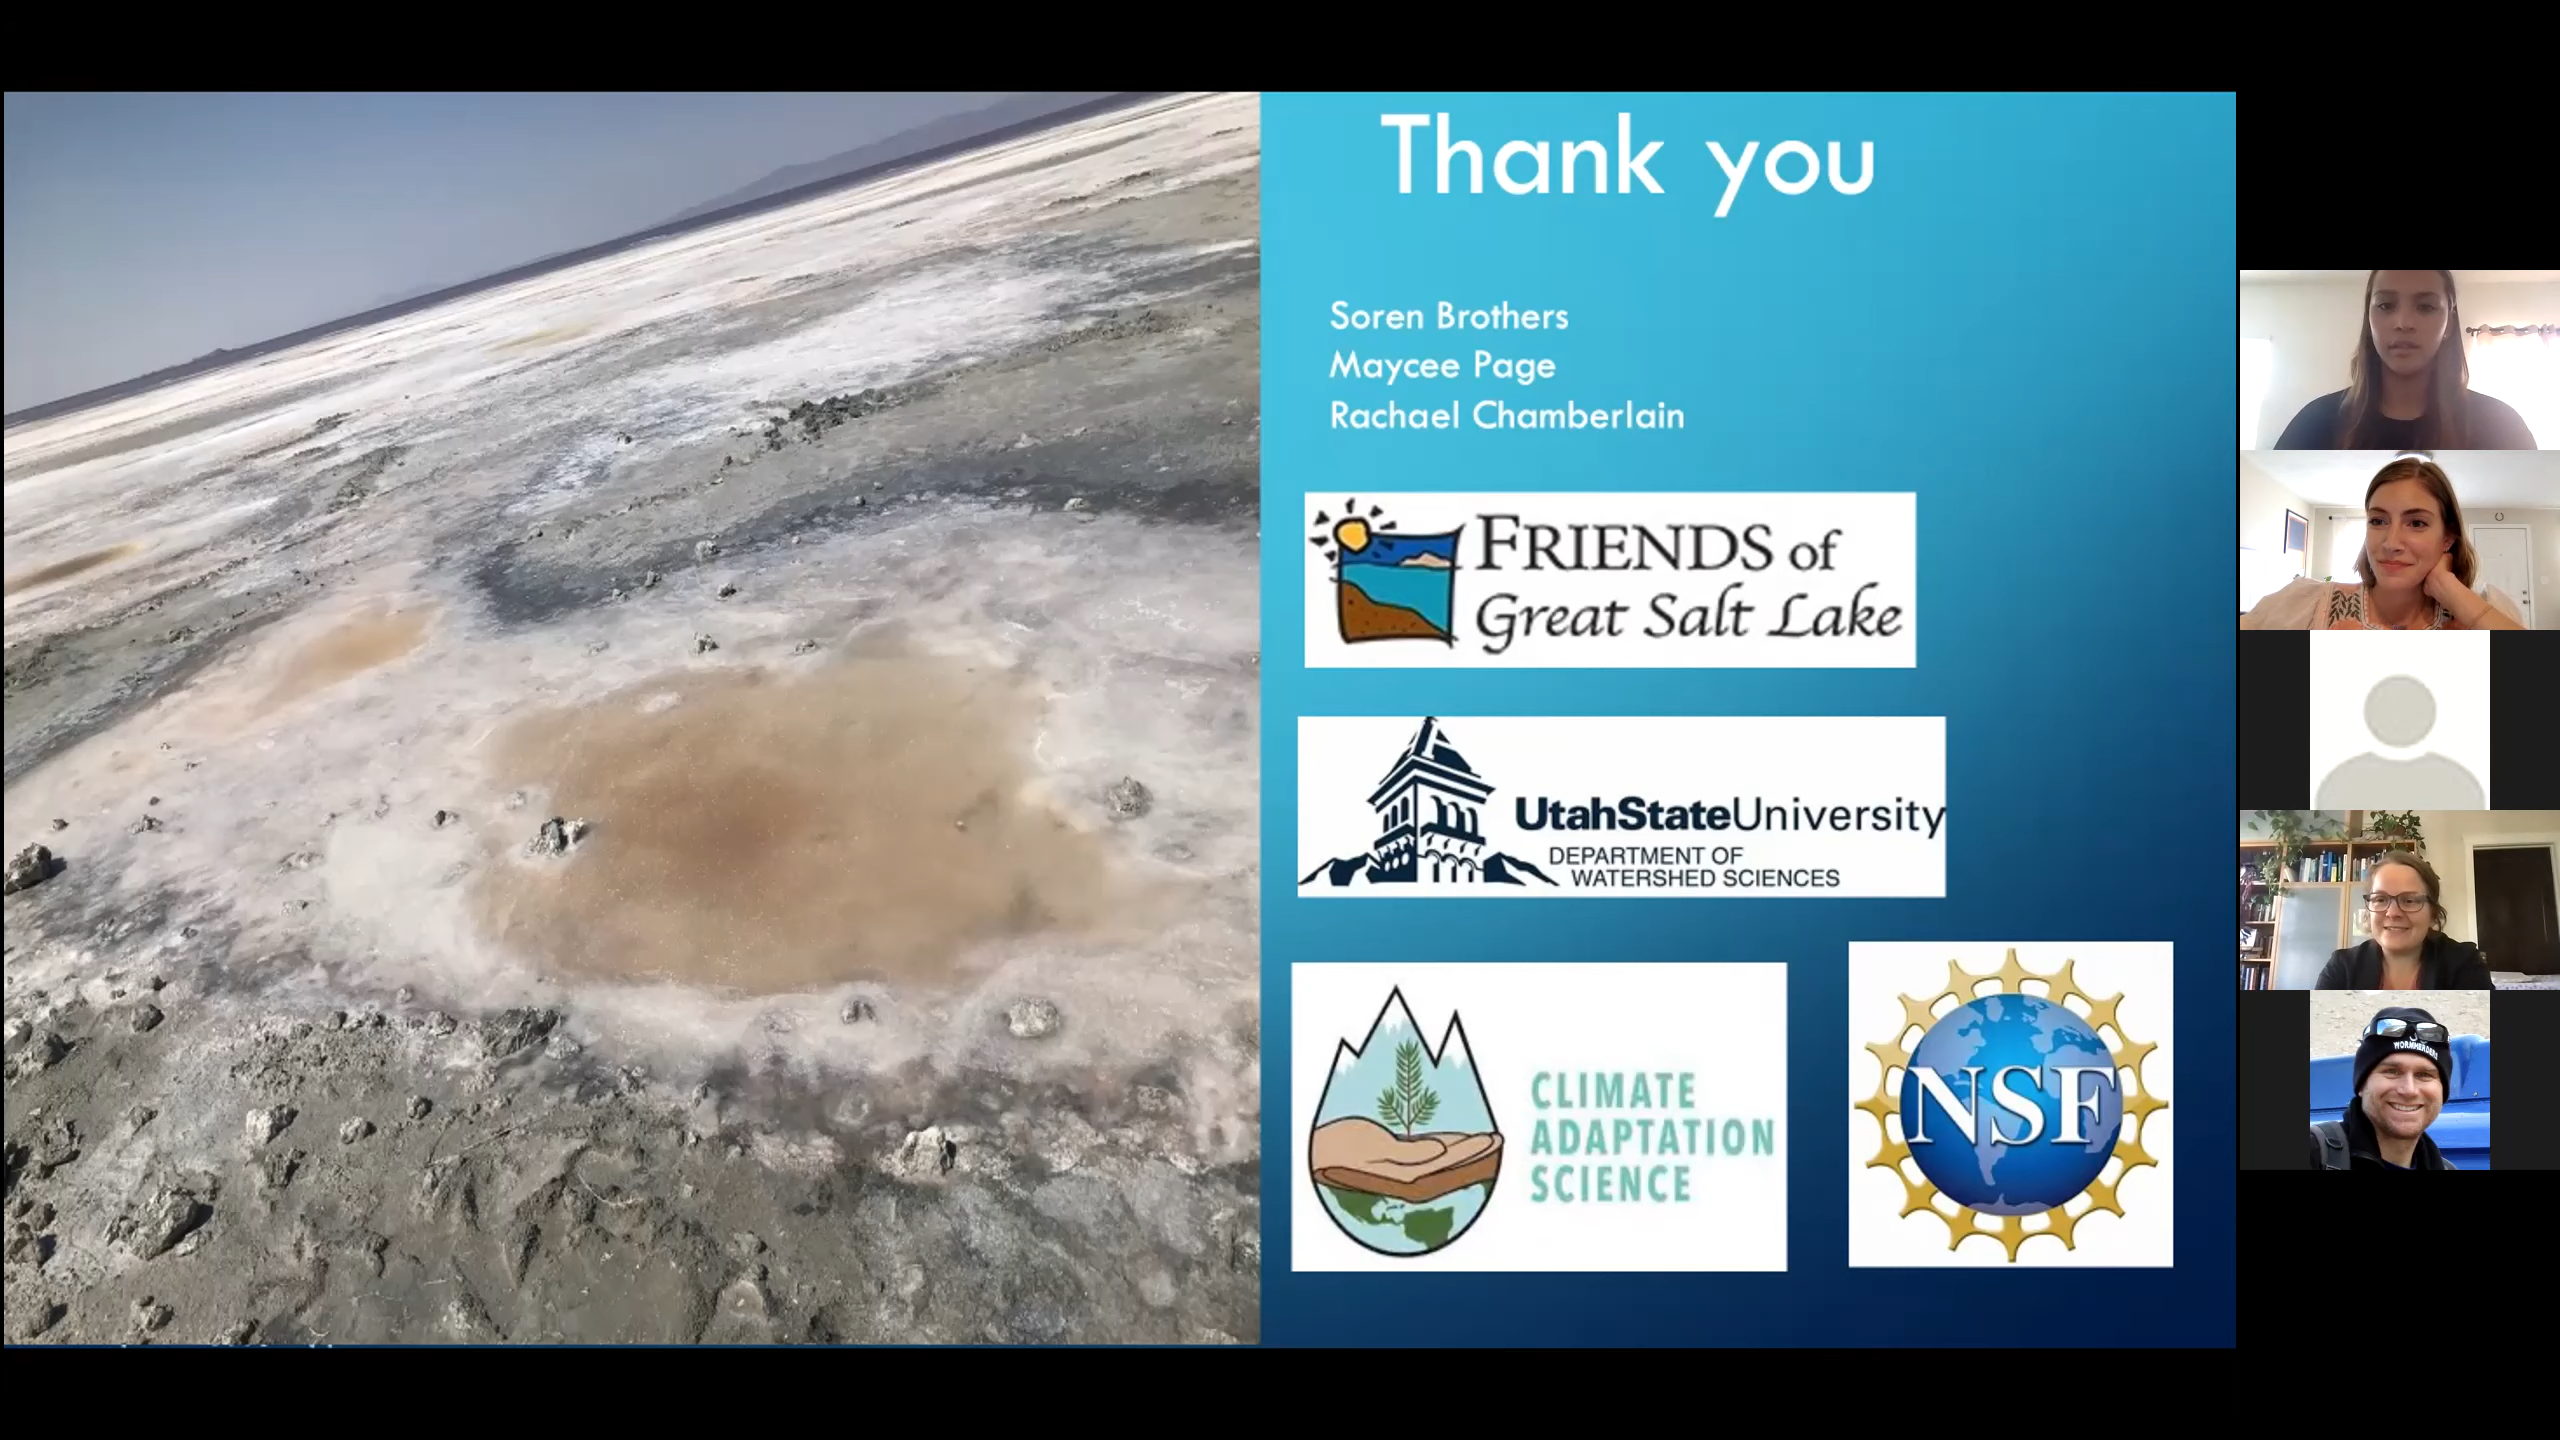 Thank you
Soren Brothers
Maycee Page
Rachael Chamberlain
FRIENDS of
Great Salt Lake
UtahStateUniversity
DEPARTMENT OF
WATERSHED SCIENCES
CLIMATE
ADAPTATION
SCIENCE
NSF